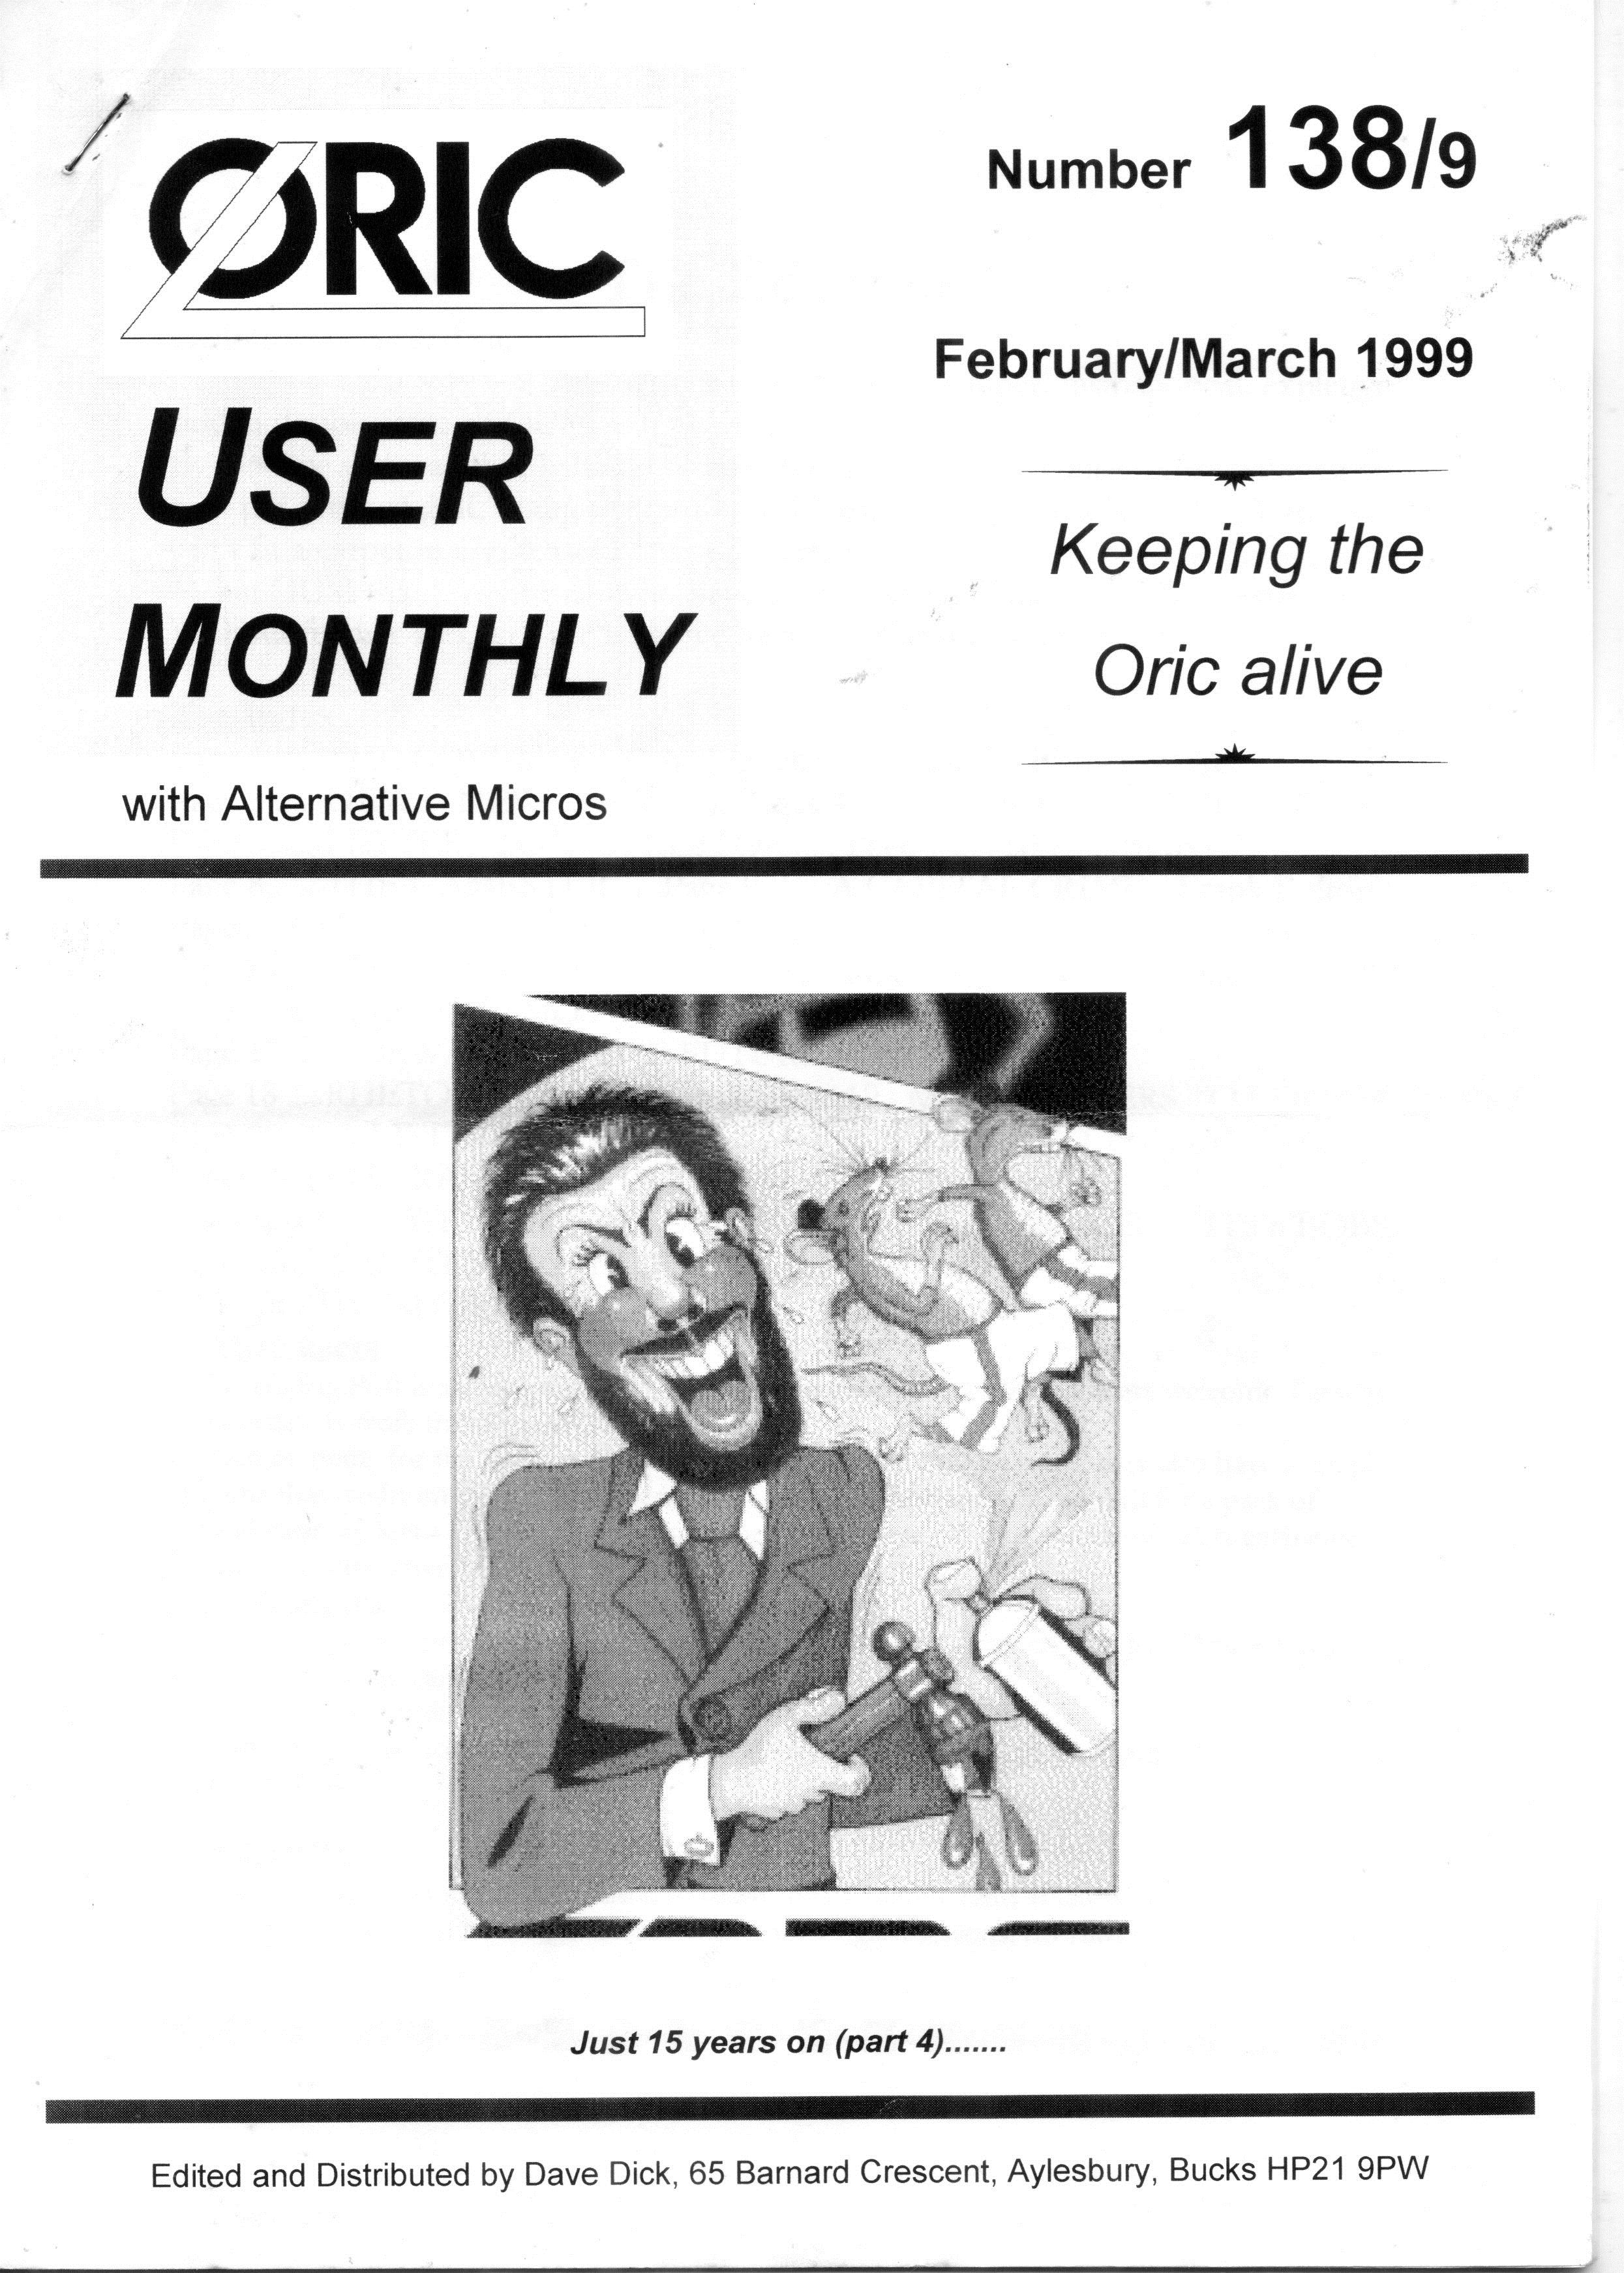 ORIC
USER
MONTHLY
with Alternative Micros
Number 138/9
February/March 1999
Keeping the
Oric alive
Just 15 years on (part 4).......
Edited and Distributed by Dave Dick, 65 Barnard Crescent, Aylesbury, Bucks HP21 9PW